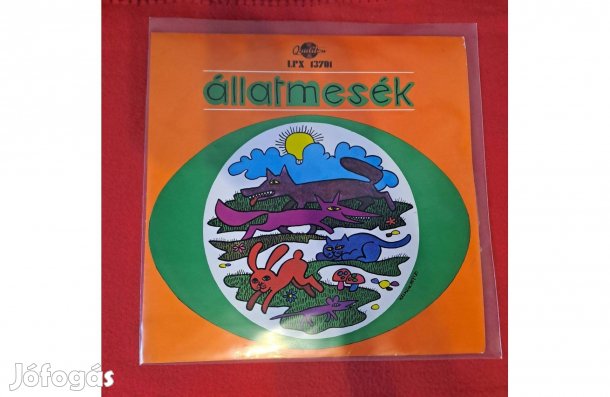 Qualiton
LPX 13701
állatmesék
Jófogás